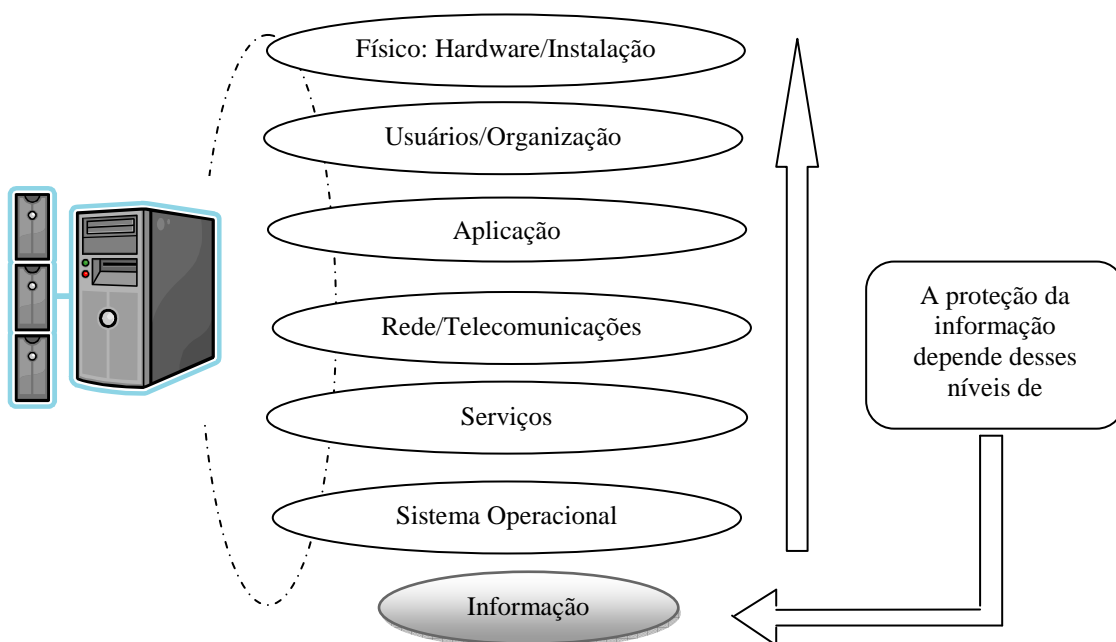 Físico: Hardware/Instalação
Usuários/Organização
Aplicação
Rede/Telecomunicações
Serviços
Sistema Operacional
Informação
A proteção da
informação
depende desses
níveis de